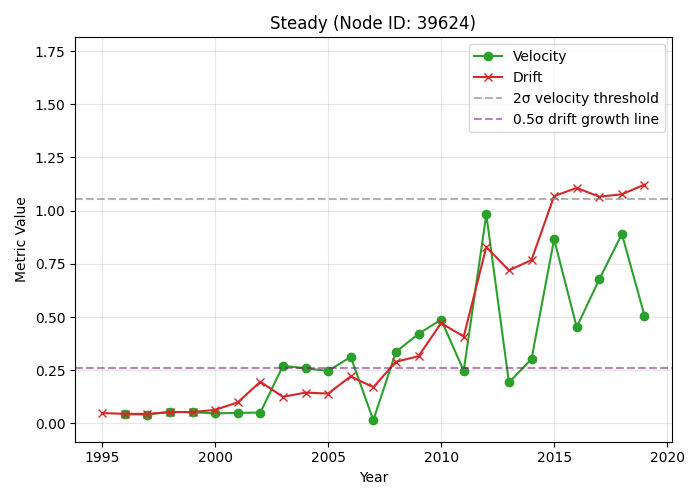 Steady (Node ID: 39624)
Velocity
Drift
2σ velocity threshold
0.5σ drift growth line
Metric Value
1.75
1.50
1.25
1.00
0.75
0.50
0.25
0.00
1995 2000 2005 2010 2015 2020
Year